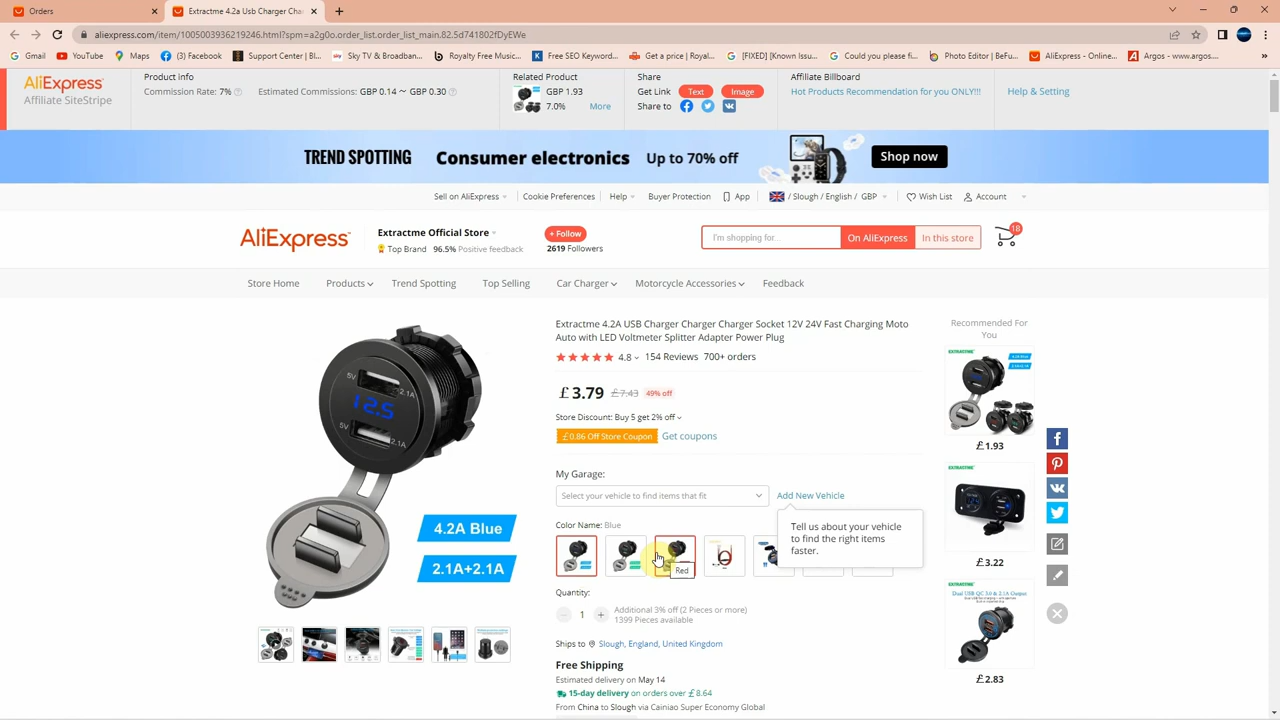 Orders
Extractme 4.2a Usb Charger Cha
aliexpress.com/item/1005003936219246.html?spm=a2g0o.order_list.order_list_main.82.5d741802fDyEWe
Gmail
YouTube
Maps
(3) Facebook
Support Center | Bl...
Sky TV & Broadban...
Royalty Free Music...
Free SEO Keyword...
Get a price | Royal...
[FIXED] [Known Issu...
Could you please fi...
Photo Editor | BeFu...
AliExpress - Online...
Argos - www.argos...
AliExpress
Affiliate SiteStripe
Product info
Commission Rate: 7%
Estimated Commissions: GBP 0.14 ~ GBP 0.30
Related Product
GBP 1.93
7.0%
More
Share
Get Link
Text
Image
Share to
Affiliate Billboard
Hot Products Recommendation for you ONLY!!!
Help & Setting
TREND SPOTTING
Consumer electronics
Up to 70% off
Shop now
Sell on AliExpress
Cookie Preferences
Help
Buyer Protection
App
/ Slough / English / GBP
Wish List
Account
AliExpress
Extractme Official Store
Top Brand 96.5% Positive feedback
+ Follow
2619 Followers
I'm shopping for...
On AliExpress
In this store
18
Store Home
Products
Trend Spotting
Top Selling
Car Charger
Motorcycle Accessories
Feedback
Extractme 4.2A USB Charger Charger Charger Socket 12V 24V Fast Charging Moto
Auto with LED Voltmeter Splitter Adapter Power Plug
4.8
154 Reviews
700+ orders
£3.79
£7.43
49% off
Store Discount: Buy 5 get 2% off
£0.86 Off Store Coupon
Get coupons
My Garage:
Select your vehicle to find items that fit
Add New Vehicle
Tell us about your vehicle
to find the right items
faster.
Color Name: Blue
Red
Quantity:
1
Additional 3% off (2 Pieces or more)
1399 Pieces available
Ships to
Slough, England, United Kingdom
Free Shipping
Estimated delivery on May 14
15-day delivery on orders over £8.64
From China to Slough via Cainiao Super Economy Global
5V
2.1A
12.5
5V
2.1A
4.2A Blue
2.1A+2.1A
Recommended For
You
EXTRACTME
£1.93
EXTRACTME
£3.22
EXTRACTME
Dual USB QC 3.0 & 2.1A Output
£2.83